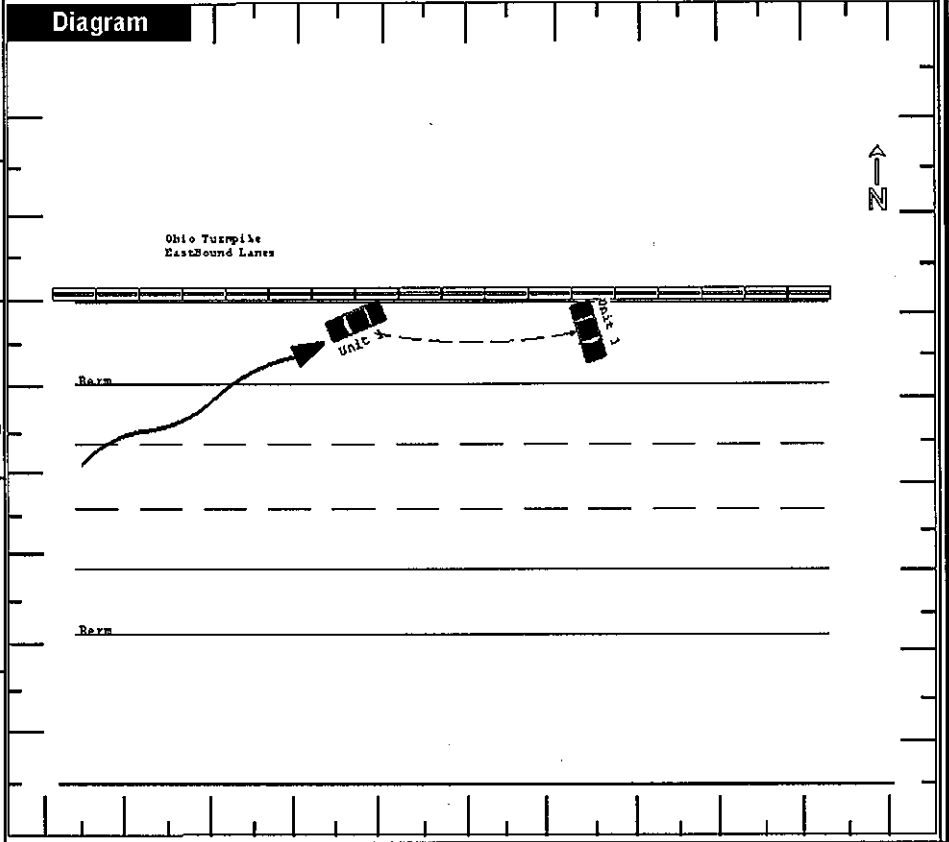 Diagram
N
Ohio Turnpike
EastBound Lanes
Unit 1
Unit 1
Berm
Berm